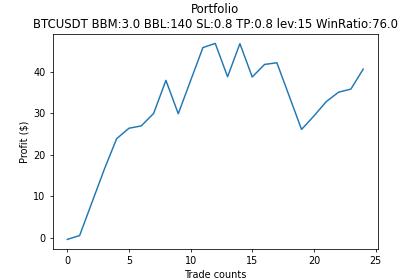 Portfolio
BTCUSDT BBM:3.0 BBL:140 SL:0.8 TP:0.8 lev:15 WinRatio:76.0
Profit ($)
40
30
20
10
0
0 5 10 15 20 25
Trade counts